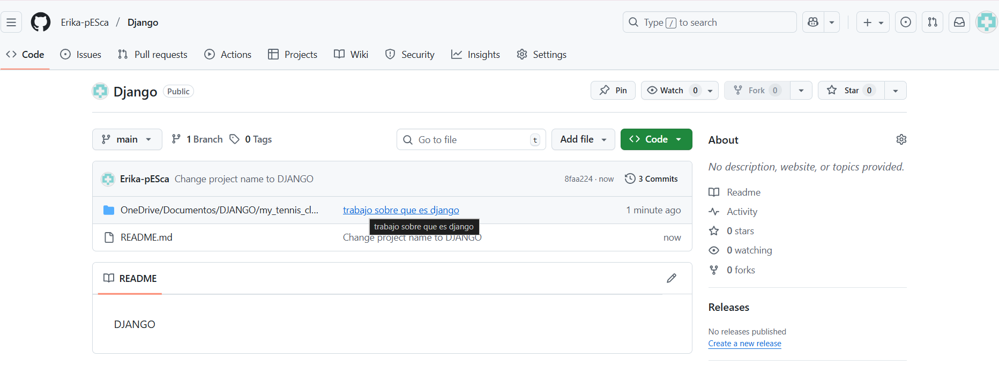 Erika-pESca / Django
Type / to search
Code Issues Pull requests Actions Projects Wiki Security Insights Settings
Django Public
Pin Watch 0 Fork 0 Star 0
main 1 Branch 0 Tags
Go to file t Add file Code
Erika-pESca Change project name to DJANGO 8faa224 · now 3 Commits
OneDrive/Documentos/DJANGO/my_tennis_cl... trabajo sobre que es django 1 minute ago
trabajo sobre que es django
README.md Change project name to DJANGO now
README
DJANGO
About
No description, website, or topics provided.
Readme
Activity
0 stars
0 watching
0 forks
Releases
No releases published
Create a new release